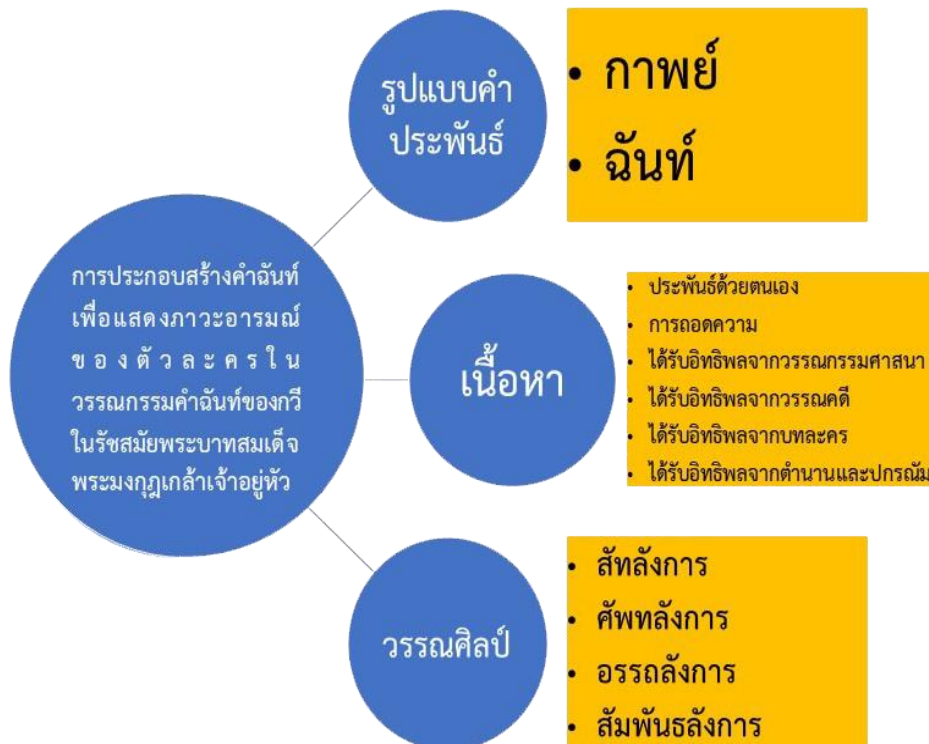 รูปแบบคำ
ประพันธ์
• กาพย์
• ฉันท์
การประกอบสร้างคำฉันท์
เพื่อแสดงภาวะอารมณ์
ของตัวละครใน
วรรณกรรมคำฉันท์ของกวี
ในรัชสมัยพระบาทสมเด็จ
พระมงกุฎเกล้าเจ้าอยู่หัว
เนื้อหา
• ประพันธ์ด้วยตนเอง
• การถอดความ
• ได้รับอิทธิพลจากวรรณกรรมศาสนา
• ได้รับอิทธิพลจากวรรณคดี
• ได้รับอิทธิพลจากบทละคร
• ได้รับอิทธิพลจากตำนานและปกรณัม
วรรณศิลป์
• สัทลังการ
• ศัพทลังการ
• อรรถลังการ
• สัมพันธลังการ